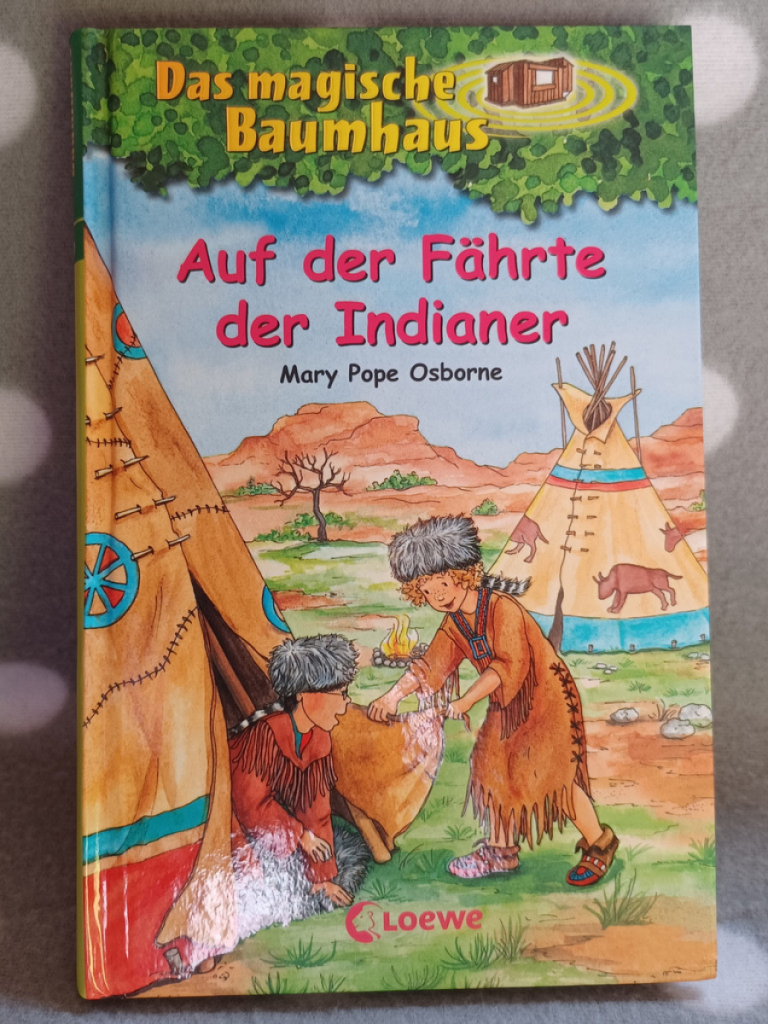 Das magische
Baumhaus
Auf der Fährte
der Indianer
Mary Pope Osborne
Loewe